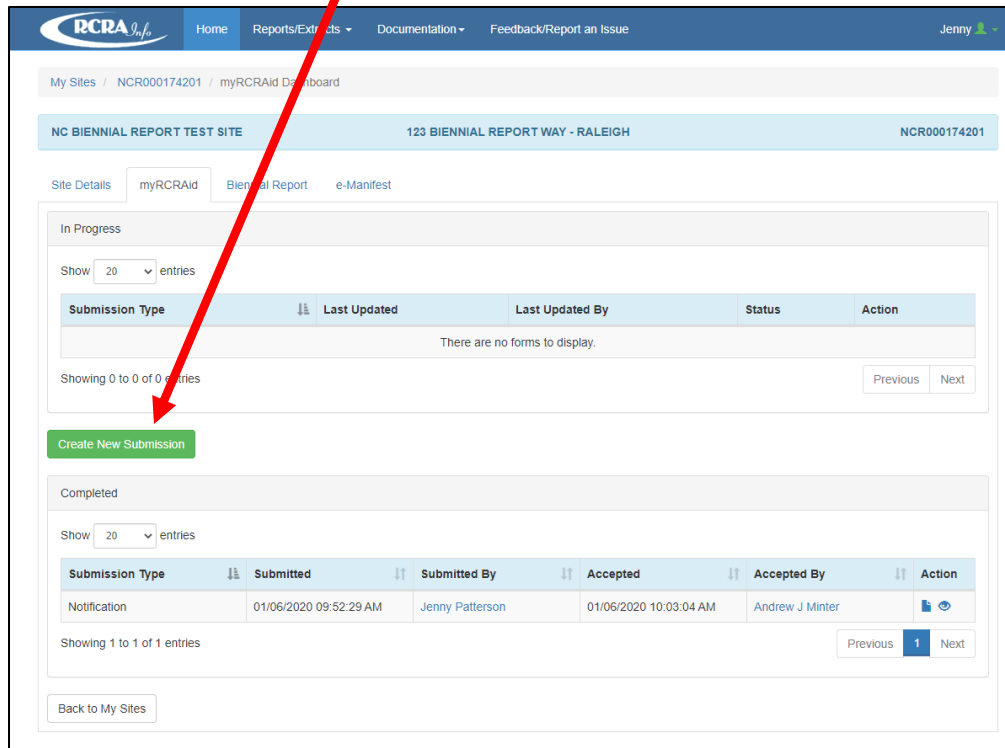 RCRAInfo Home Reports/Extracts Documentation Feedback/Report an Issue Jenny
My Sites / NCR000174201 / myRCRAid Dashboard
NC BIENNIAL REPORT TEST SITE 123 BIENNIAL REPORT WAY - RALEIGH NCR000174201
Site Details myRCRAid Biennial Report e-Manifest
In Progress
Show 20 entries
Submission Type Last Updated Last Updated By Status Action
There are no forms to display.
Showing 0 to 0 of 0 entries Previous Next
Create New Submission
Completed
Show 20 entries
Submission Type Submitted Submitted By Accepted Accepted By Action
Notification 01/06/2020 09:52:29 AM Jenny Patterson 01/06/2020 10:03:04 AM Andrew J Minter
Showing 1 to 1 of 1 entries Previous 1 Next
Back to My Sites